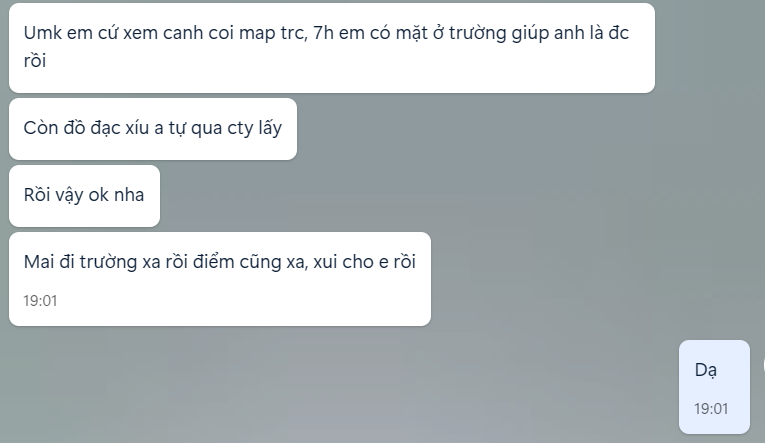 Umk em cứ xem canh coi map trc, 7h em có mặt ở trường giúp anh là đc
rồi
Còn đồ đạc xíu a tự qua cty lấy
Rồi vậy ok nha
Mai đi trường xa rồi điểm cũng xa, xui cho e rồi
19:01
Dạ
19:01